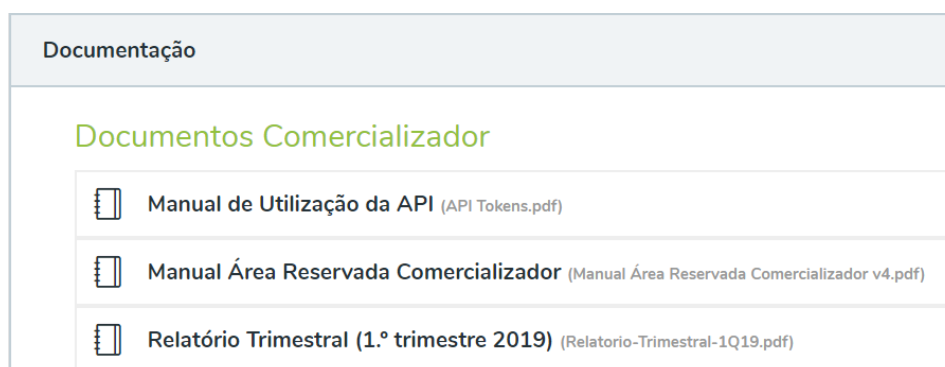 Documentação
Documentos Comercializador
Manual de Utilização da API (API Tokens.pdf)
Manual Área Reservada Comercializador (Manual Área Reservada Comercializador v4.pdf)
Relatório Trimestral (1.º trimestre 2019) (Relatorio-Trimestral-1Q19.pdf)